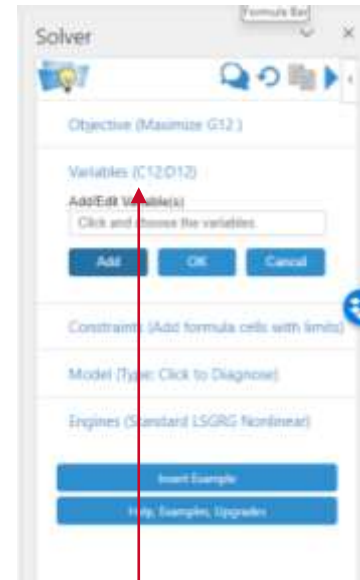 Formula Bar
Solver
Objective (Maximize G12 )
Variables (C12:D12)
Add/Edit Variable(s)
Click and choose the variables.
Add
OK
Cancel
Constraints (Add formula cells with limits)
Model (Type: Click to Diagnose)
Engines (Standard LSGRG Nonlinear)
Insert Example
Help, Examples, Upgrades